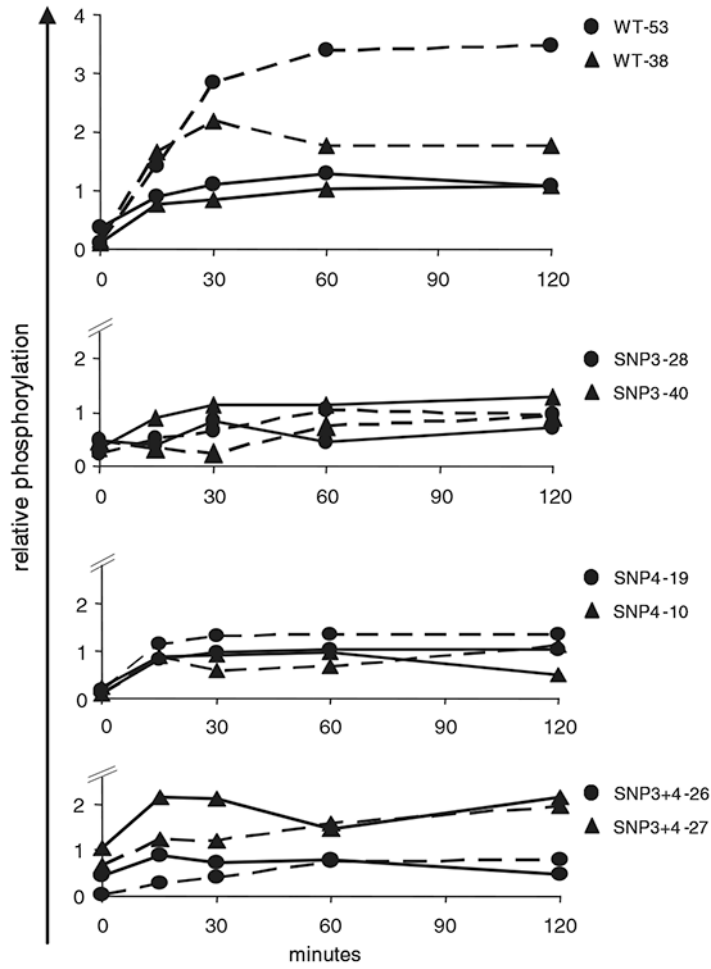 relative phosphorylation
4
3
2
1
0
0 30 60 90 120
WT-53
WT-38
2
1
0
0 30 60 90 120
SNP3-28
SNP3-40
2
1
0
0 30 60 90 120
SNP4-19
SNP4-10
2
1
0
0 30 60 90 120
SNP3+4-26
SNP3+4-27
minutes